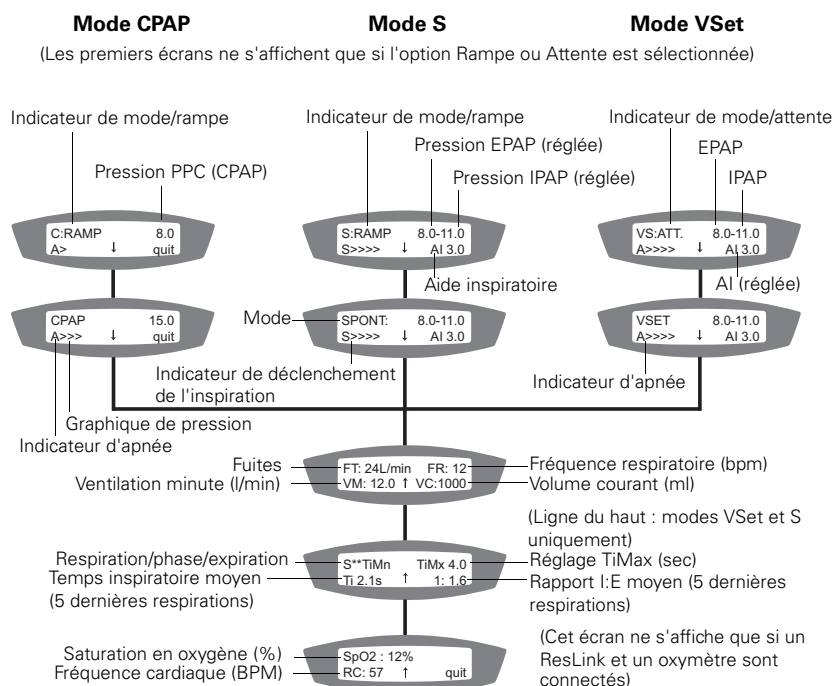 Mode CPAP Mode S Mode VSet
(Les premiers écrans ne s'affichent que si l'option Rampe ou Attente est sélectionnée)
Indicateur de mode/rampe
Pression PPC (CPAP)
C:RAMP 8.0
A> ↓ quit
CPAP 15.0
A>>> ↓ quit
Graphique de pression
Indicateur d'apnée
Indicateur de mode/rampe
Pression EPAP (réglée)
Pression IPAP (réglée)
S:RAMP 8.0-11.0
S>>>> ↓ AI 3.0
Aide inspiratoire
Mode
SPONT: 8.0-11.0
S>>>> ↓ AI 3.0
Indicateur de déclenchement
de l'inspiration
Indicateur de mode/attente
EPAP
IPAP
VS:ATT. 8.0-11.0
A>>>> ↓ AI 3.0
AI (réglée)
VSET 8.0-11.0
A>>>> ↓ AI 3.0
Indicateur d'apnée
Fuites
Ventilation minute (l/min)
FT: 24L/min FR: 12
VM: 12.0 ↑ VC:1000
Fréquence respiratoire (bpm)
Volume courant (ml)
(Ligne du haut : modes VSet et S
uniquement)
Respiration/phase/expiration
Temps inspiratoire moyen
(5 dernières respirations)
S**TiMn TiMx 4.0
Ti 2.1s ↑ 1: 1.6
Réglage TiMax (sec)
Rapport I:E moyen (5 dernières
respirations)
Saturation en oxygène (%)
Fréquence cardiaque (BPM)
SpO2 : 12%
RC: 57 ↑ quit
(Cet écran ne s'affiche que si un
ResLink et un oxymètre sont
connectés)